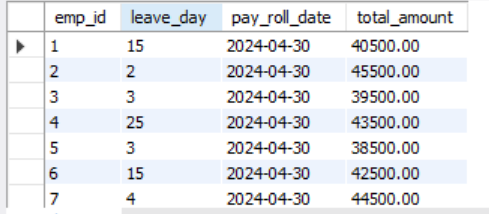 emp_id leave_day pay_roll_date total_amount
1 15 2024-04-30 40500.00
2 2 2024-04-30 45500.00
3 3 2024-04-30 39500.00
4 25 2024-04-30 43500.00
5 3 2024-04-30 38500.00
6 15 2024-04-30 42500.00
7 4 2024-04-30 44500.00